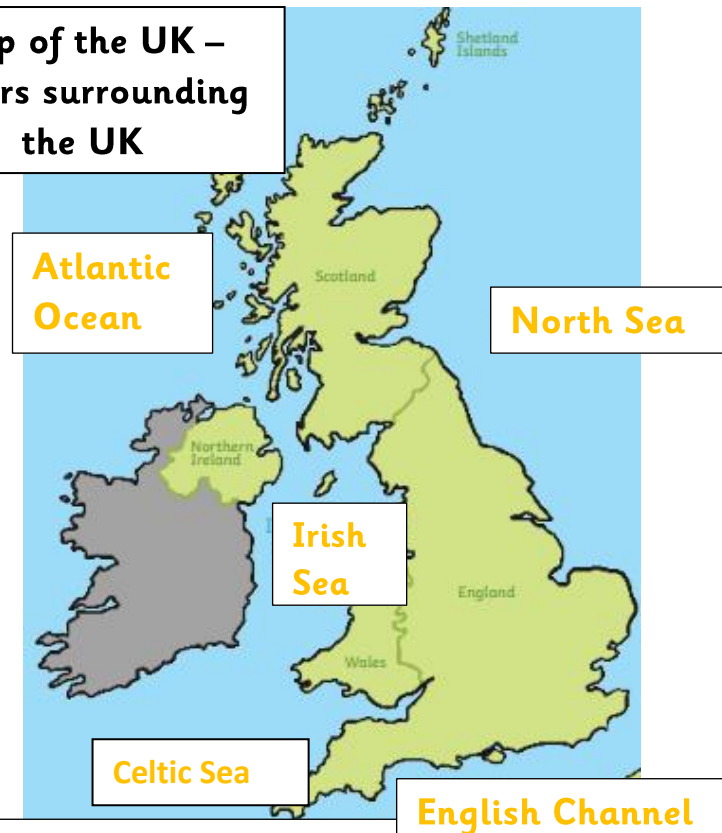 p of the UK –
rs surrounding
the UK
Shetland
Islands
Atlantic
Ocean
Scotland
North Sea
Northern
Ireland
Irish
Sea
England
Wales
Celtic Sea
English Channel